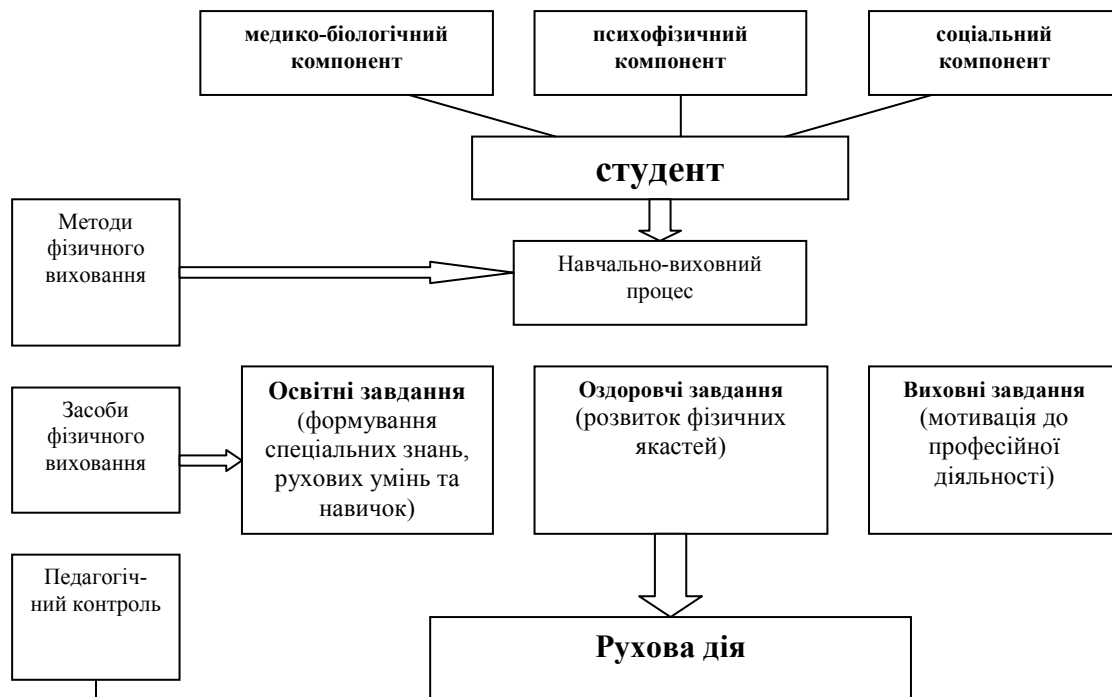 медико-біологічний
компонент
психофізичний
компонент
соціальний
компонент
студент
Методи
фізичного
виховання
Навчально-виховний
процес
Засоби
фізичного
виховання
Освітні завдання
(формування
спеціальних знань,
рухових умінь та
навичок)
Оздоровчі завдання
(розвиток фізичних
якастей)
Виховні завдання
(мотивація до
професійної
діяльності)
Педагогіч-
ний контроль
Рухова дія